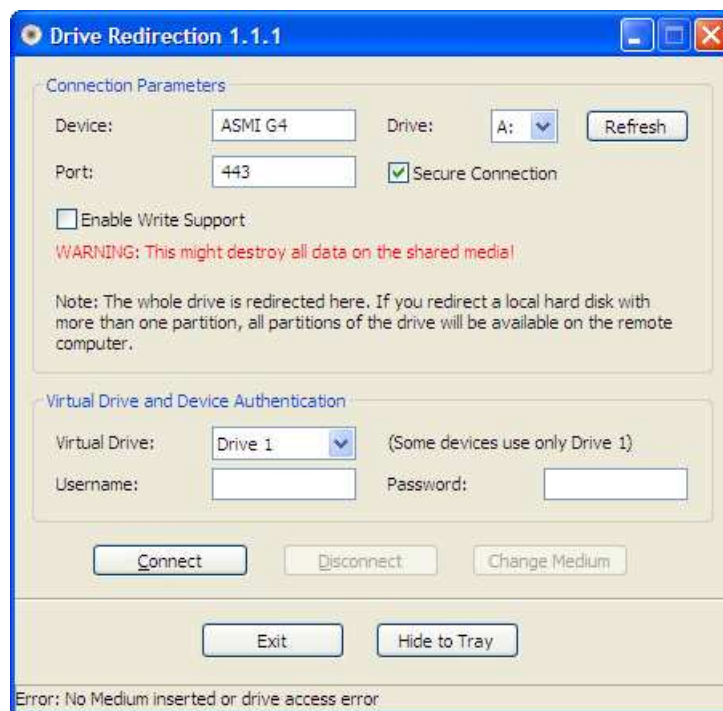 Drive Redirection 1.1.1
Connection Parameters
Device: ASMI G4 Drive: A: Refresh
Port: 443 Secure Connection
Enable Write Support
WARNING: This might destroy all data on the shared media!
Note: The whole drive is redirected here. If you redirect a local hard disk with
more than one partition, all partitions of the drive will be available on the remote
computer.
Virtual Drive and Device Authentication
Virtual Drive: Drive 1 (Some devices use only Drive 1)
Username: Password:
Connect Disconnect Change Medium
Exit Hide to Tray
Error: No Medium inserted or drive access error